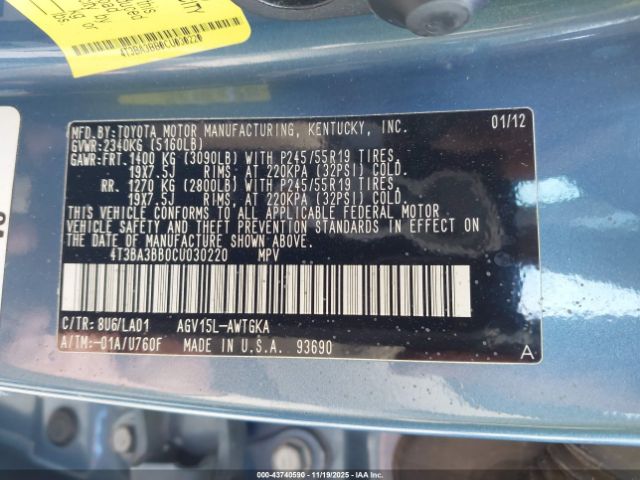 4T3BA3BB0CU030220
MFD.BY:TOYOTA MOTOR MANUFACTURING, KENTUCKY, INC. 01/12
GVWR:2340KG (5160LB)
GAWR:FRT.1400 KG (3090LB) WITH P245/55R19 TIRES,
19X7.5J RIMS, AT 220KPA (32PSI) COLD.
RR. 1270 KG (2800LB) WITH P245/55R19 TIRES,
19X7.5J RIMS, AT 220KPA (32PSI) COLD.
THIS VEHICLE CONFORMS TO ALL APPLICABLE FEDERAL MOTOR
VEHICLE SAFETY AND THEFT PREVENTION STANDARDS IN EFFECT ON
THE DATE OF MANUFACTURE SHOWN ABOVE.
4T3BA3BB0CU030220 MPV
C/TR: 8U6/LA01 AGV15L-AWTGKA
A/TM:-01A/U760F MADE IN U.S.A. 93690 A
000-43740590 - 11/19/2025 - IAAI